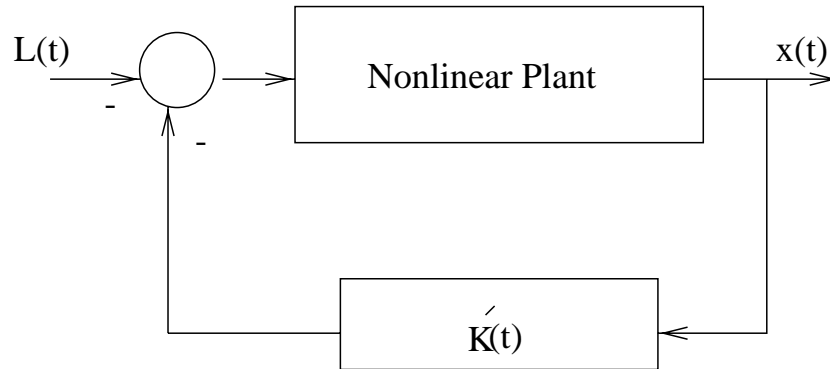 L(t)
x(t)
Nonlinear Plant
-
-
Ḱ(t)